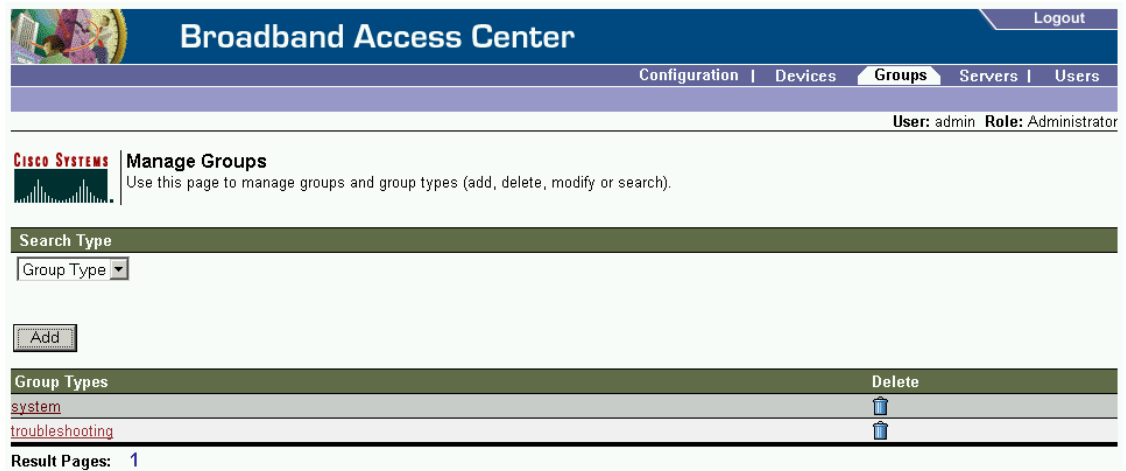 Logout
Broadband Access Center
Configuration | Devices Groups Servers | Users
User: admin Role: Administrator
CISCO SYSTEMS
Manage Groups
Use this page to manage groups and group types (add, delete, modify or search).
Search Type
Group Type
Add
Group Types Delete
system
troubleshooting
Result Pages: 1